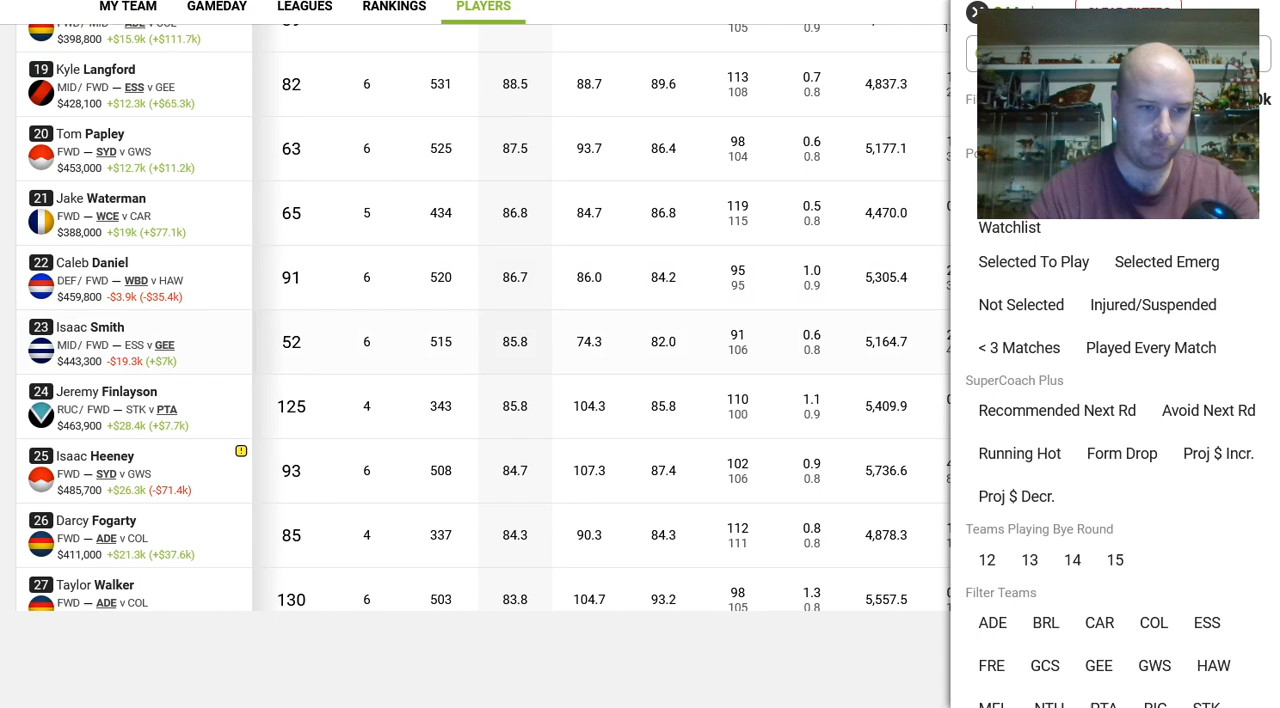 MY TEAM GAMEDAY LEAGUES RANKINGS PLAYERS
FWD/ MID — ADE v COL
$398,800 +$15.9k (+$111.7k)
105 0.9
19 Kyle Langford
MID/ FWD — ESS v GEE
$428,100 +$12.3k (+$65.3k)
82 6 531 88.5 88.7 89.6 113 0.7 4,837.3
108 0.8
20 Tom Papley
FWD — SYD v GWS
$453,000 +$12.7k (+$11.2k)
63 6 525 87.5 93.7 86.4 98 0.6 5,177.1
104 0.8
21 Jake Waterman
FWD — WCE v CAR
$388,000 +$19k (+$77.1k)
65 5 434 86.8 84.7 86.8 119 0.5 4,470.0
115 0.8
22 Caleb Daniel
DEF/ FWD — WBD v HAW
$459,800 -$3.9k (-$35.4k)
91 6 520 86.7 86.0 84.2 95 1.0 5,305.4
95 0.9
23 Isaac Smith
MID/ FWD — ESS v GEE
$443,300 -$19.3k (+$7k)
52 6 515 85.8 74.3 82.0 91 0.6 5,164.7
106 0.8
24 Jeremy Finlayson
RUC/ FWD — STK v PTA
$463,900 +$28.4k (+$7.7k)
125 4 343 85.8 104.3 85.8 110 1.1 5,409.9
100 0.9
25 Isaac Heeney
FWD — SYD v GWS
$485,700 +$26.3k (-$71.4k)
93 6 508 84.7 107.3 87.4 102 0.9 5,736.6
106 0.8
26 Darcy Fogarty
FWD — ADE v COL
$411,000 +$21.3k (+$37.6k)
85 4 337 84.3 90.3 84.3 112 0.8 4,878.3
111 0.8
27 Taylor Walker
FWD — ADE v COL
130 6 503 83.8 104.7 93.2 98 1.3 5,557.5
105 0.8
Watchlist
Selected To Play Selected Emerg
Not Selected Injured/Suspended
< 3 Matches Played Every Match
SuperCoach Plus
Recommended Next Rd Avoid Next Rd
Running Hot Form Drop Proj $ Incr.
Proj $ Decr.
Teams Playing Bye Round
12 13 14 15
Filter Teams
ADE BRL CAR COL ESS
FRE GCS GEE GWS HAW
MEL NTH PTA RIC STK